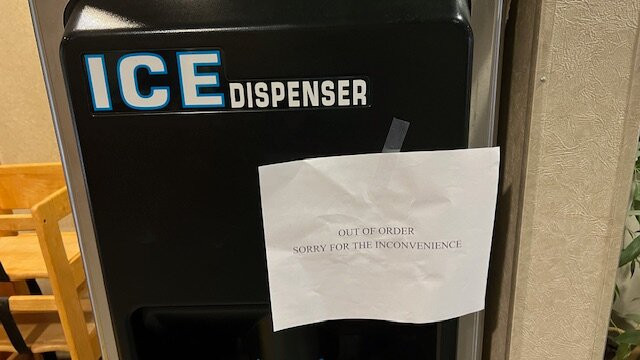 ICE DISPENSER
OUT OF ORDER
SORRY FOR THE INCONVENIENCE